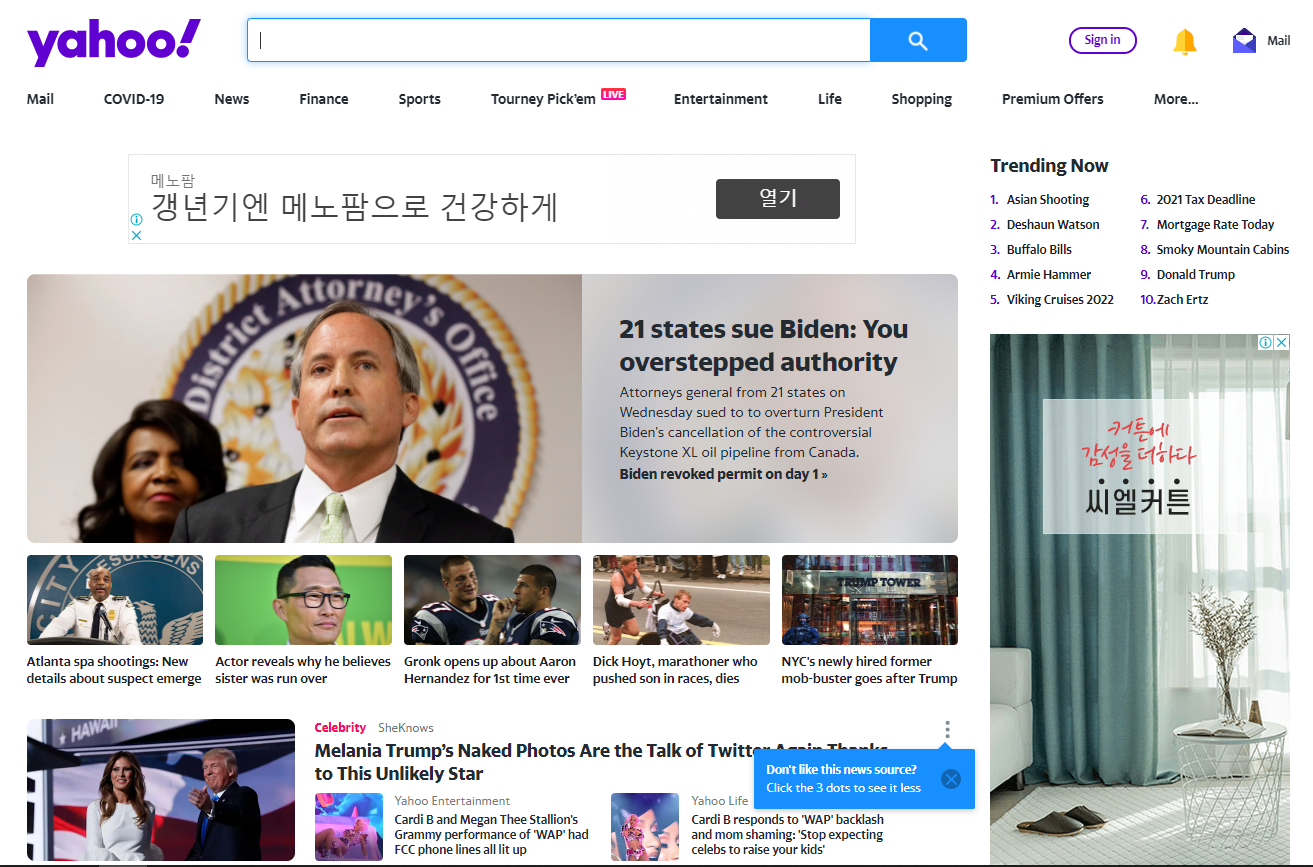 yahoo!
Sign in
Mail
Mail
COVID-19
News
Finance
Sports
Tourney Pick'em LIVE
Entertainment
Life
Shopping
Premium Offers
More...
메노팜
갱년기엔 메노팜으로 건강하게
열기
District Attorney's Office
21 states sue Biden: You
overstepped authority
Attorneys general from 21 states on
Wednesday sued to to overturn President
Biden's cancellation of the controversial
Keystone XL oil pipeline from Canada.
Biden revoked permit on day 1 »
CITY
RESURGENS
TRUMP TOWER
Atlanta spa shootings: New
details about suspect emerge
Actor reveals why he believes
sister was run over
Gronk opens up about Aaron
Hernandez for 1st time ever
Dick Hoyt, marathoner who
pushed son in races, dies
NYC's newly hired former
mob-buster goes after Trump
HAWAII
Celebrity SheKnows
Melania Trump's Naked Photos Are the Talk of Twitter Again Thanks
to This Unlikely Star
Don't like this news source?
Click the 3 dots to see it less
Yahoo Entertainment
Cardi B and Megan Thee Stallion's
Grammy performance of 'WAP' had
FCC phone lines all lit up
Yahoo Life
Cardi B responds to 'WAP' backlash
and mom shaming: 'Stop expecting
celebs to raise your kids'
Trending Now
1. Asian Shooting
2. Deshaun Watson
3. Buffalo Bills
4. Armie Hammer
5. Viking Cruises 2022
6. 2021 Tax Deadline
7. Mortgage Rate Today
8. Smoky Mountain Cabins
9. Donald Trump
10. Zach Ertz
커튼에
감성을 더하다
씨엘커튼